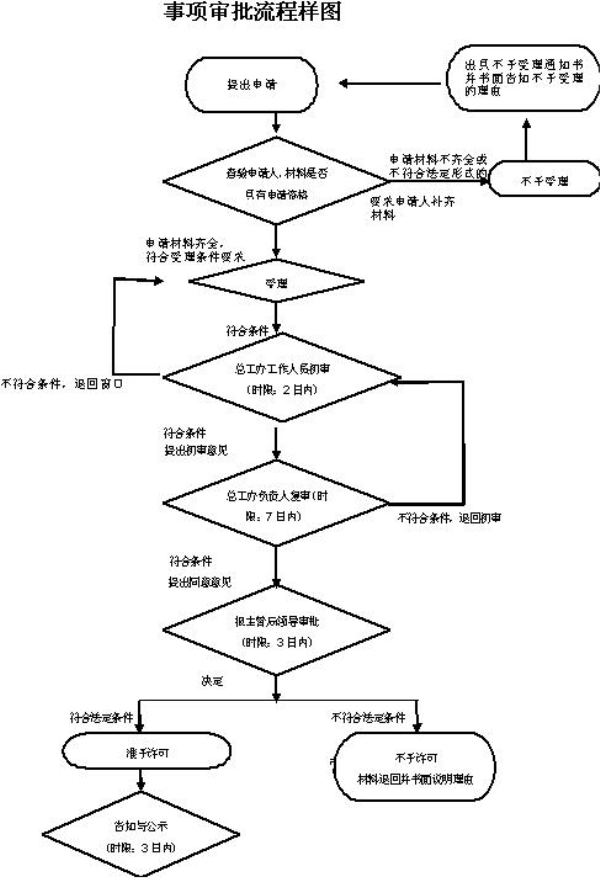 事项审批流程样图
提出申请
出具不予受理通知书
并书面告知不予受理
的理由
查验申请人,材料是否
具有申请资格
申请材料不齐全或
不符合法定形式的
要求申请人补齐
材料
不予受理
申请材料齐全,
符合受理条件要求
受理
符合条件
总工办工作人员初审
(时限:2日内)
不符合条件,退回窗口
符合条件
提出初审意见
总工办负责人复审(时
限:7日内)
不符合条件,退回初审
符合条件
提出同意意见
报主管局领导审批
(时限:3日内)
决定
符合法定条件
不符合法定条件
准予许可
不予许可
材料退回并书面说明理由
告知与公示
(时限:3日内)